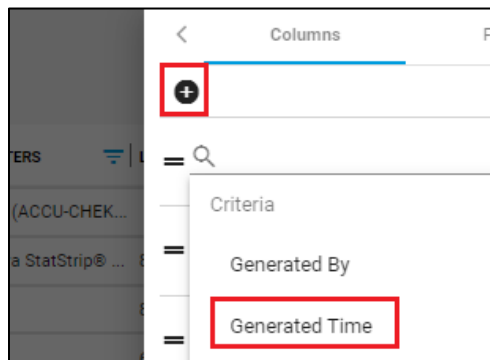 Columns
TERS
(ACCU-CHEK...
a StatStrip® ...
Criteria
Generated By
Generated Time